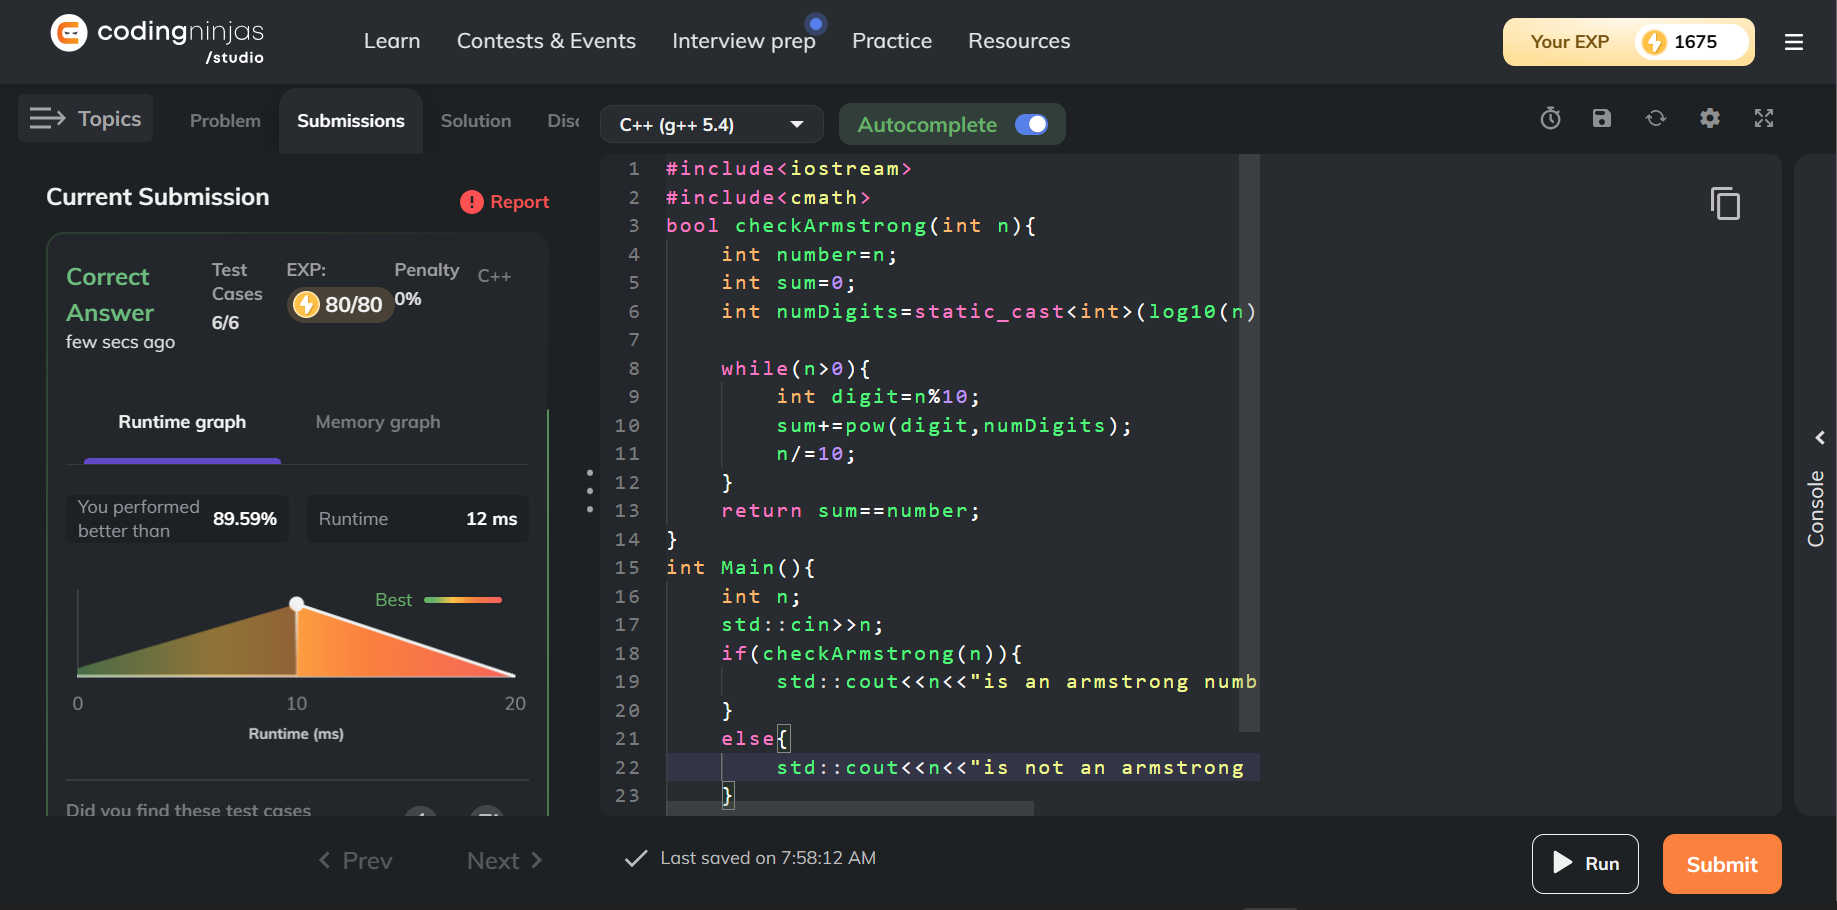 codingninjas
/studio
Learn
Contests & Events
Interview prep
Practice
Resources
Your EXP
1675
Topics
Problem
Submissions
Solution
C++ (g++ 5.4)
Autocomplete
Current Submission
! Report
Correct
Answer
few secs ago
Test
Cases
6/6
EXP:
80/80
Penalty
0%
C++
Runtime graph
Memory graph
You performed
better than
89.59%
Runtime
12 ms
Best
0
10
20
Runtime (ms)
Did you find these test cases
Prev
Next
1 #include<iostream>
2 #include<cmath>
3 bool checkArmstrong(int n){
4 int number=n;
5 int sum=0;
6 int numDigits=static_cast<int>(log10(n)
7
8 while(n>0){
9 int digit=n%10;
10 sum+=pow(digit,numDigits);
11 n/=10;
12 }
13 return sum==number;
14 }
15 int Main(){
16 int n;
17 std::cin>>n;
18 if(checkArmstrong(n)){
19 std::cout<<n<<"is an armstrong numb
20 }
21 else{
22 std::cout<<n<<"is not an armstrong
23 }
Console
Last saved on 7:58:12 AM
Run
Submit